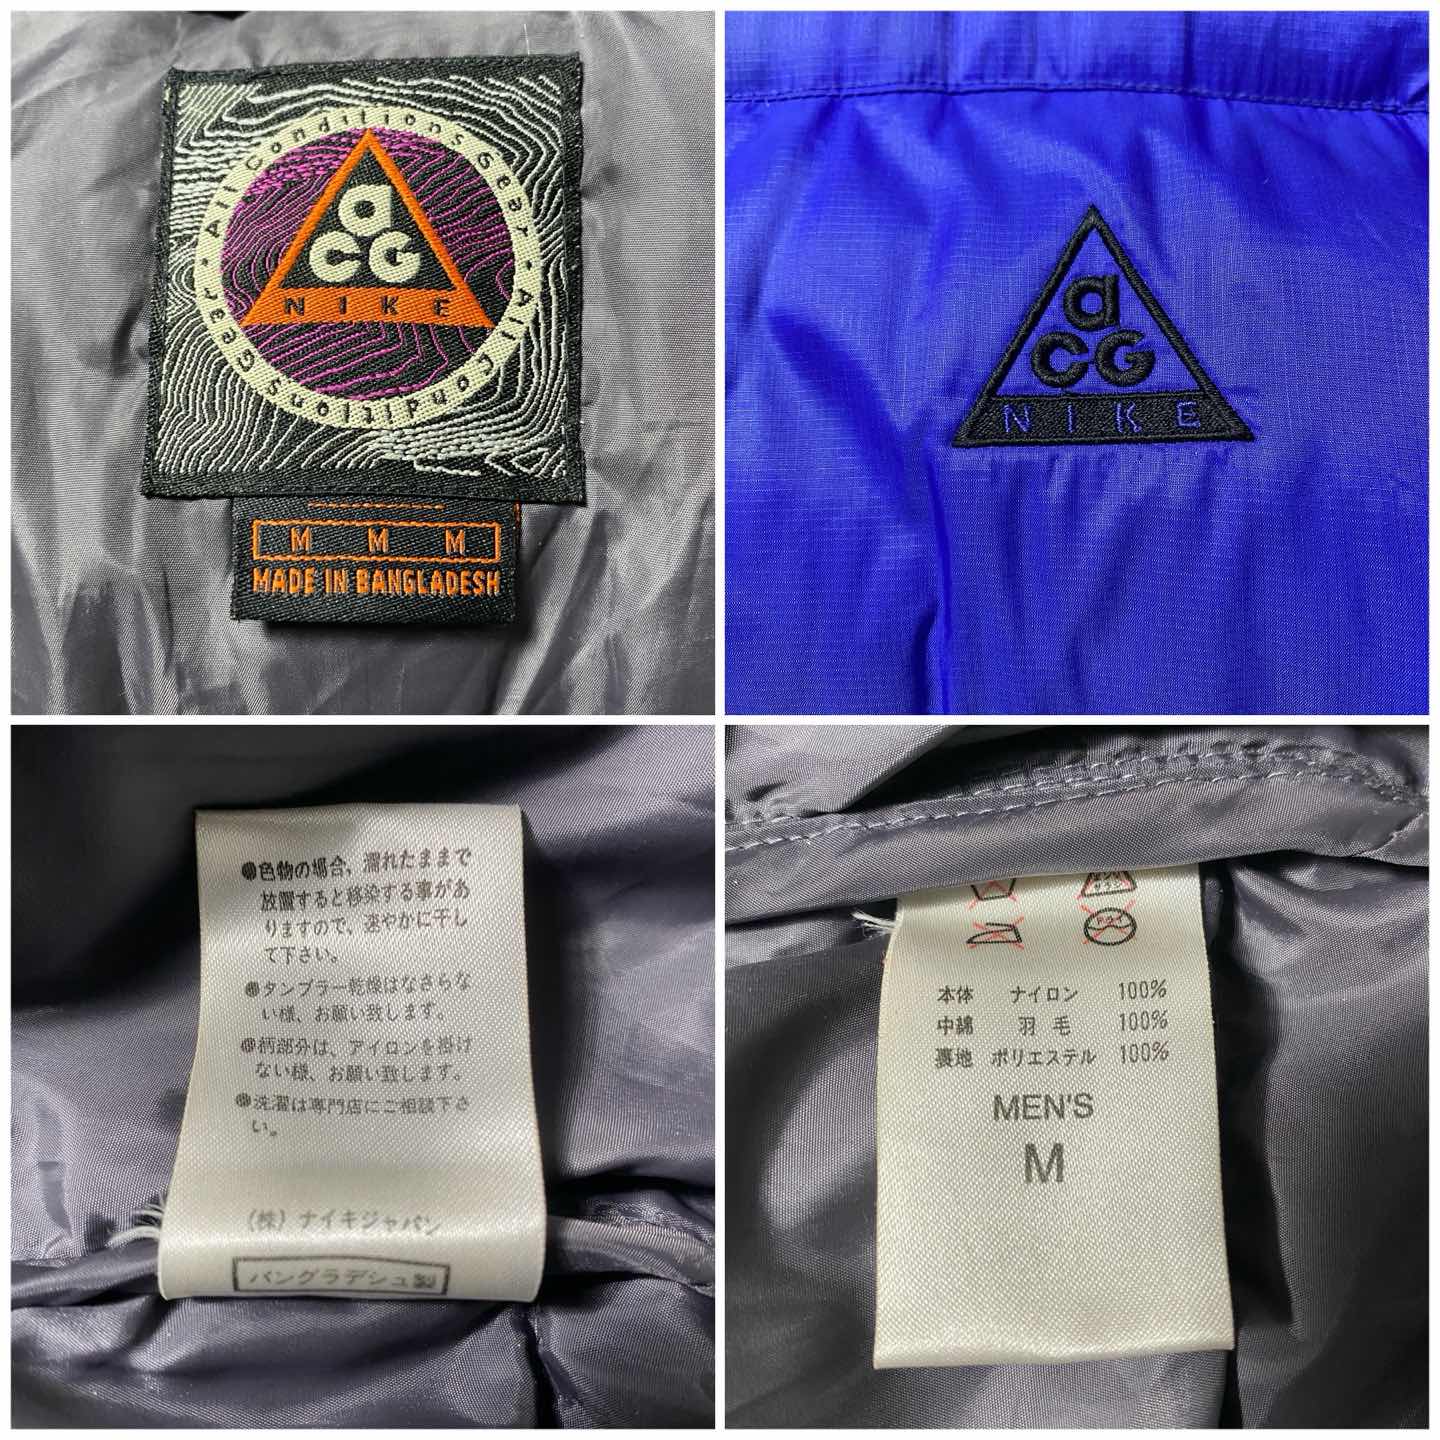 All Conditions Gear · All Conditions Gear ·
aCG
NIKE
M M M
MADE IN BANGLADESH
aCG
NIKE
●色物の場合、濡れたままで
放置すると移染する事があ
りますので、速やかに干し
て下さい。
●タンブラー乾燥はなさらな
い様、お願い致します。
●柄部分は、アイロンを掛け
ない様、お願い致します。
●洗濯は専門店にご相談下さ
い。
(株) ナイキジャパン
バングラデシュ製
ドライ
本体 ナイロン 100%
中綿 羽毛 100%
裏地 ポリエステル 100%
MEN'S
M